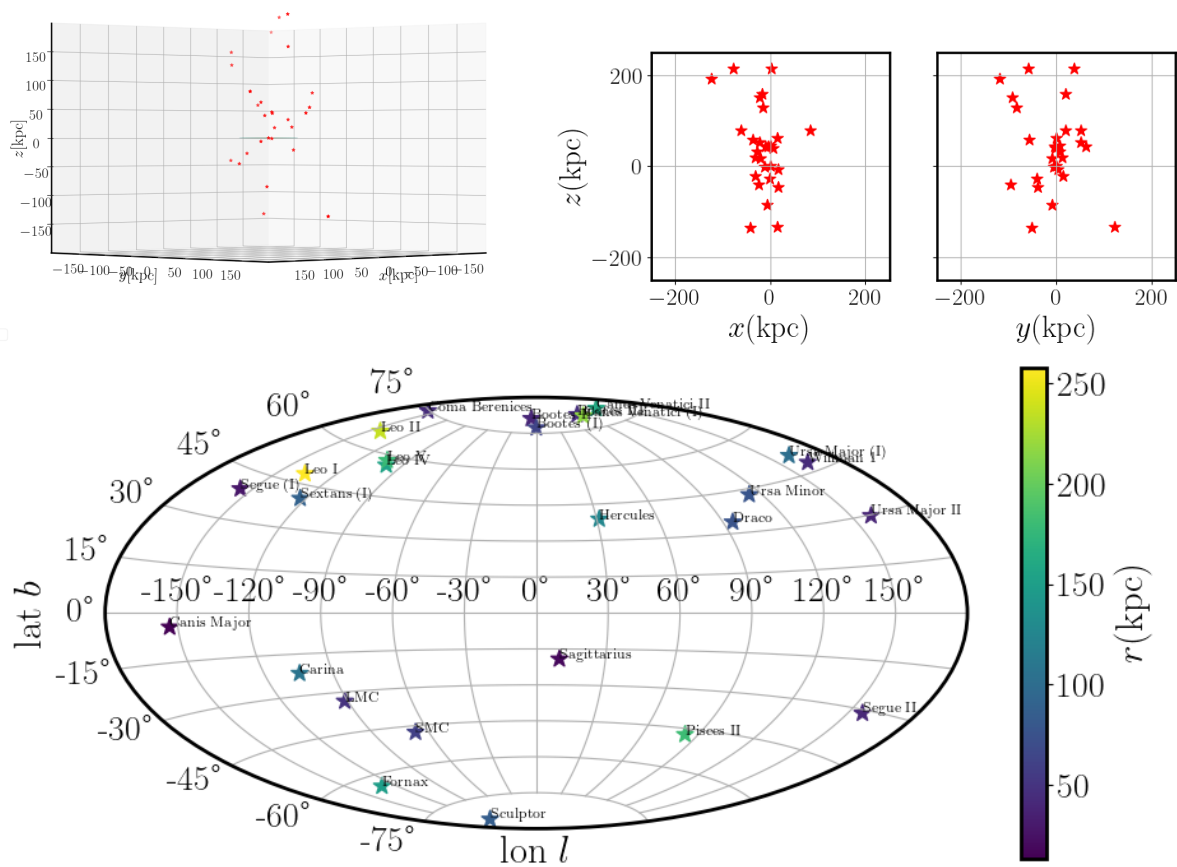 150
100
50
0
−50
−100
−150
z[kpc]
−150
−100
−50
0
50
100
150
y[kpc]
150
100
50
0
−50
−100
−150
x[kpc]
200
0
−200
z(kpc)
−200
0
200
x(kpc)
−200
0
200
y(kpc)
75°
60°
45°
30°
15°
0°
-15°
-30°
-45°
-60°
-75°
lat b
-150° -120° -90° -60° -30° 0° 30° 60° 90° 120° 150°
lon l
Coma Berenices
Venatici II
Bootes (I)
Leo II
Leo V
Leo IV
Leo I
Segue (I)
Sextans (I)
Ursa Major (I)
Ursa Minor
Hercules
Draco
Ursa Major II
Canis Major
Sagittarius
Carina
LMC
SMC
Segue II
Pisces II
Fornax
Sculptor
250
200
150
100
50
r(kpc)